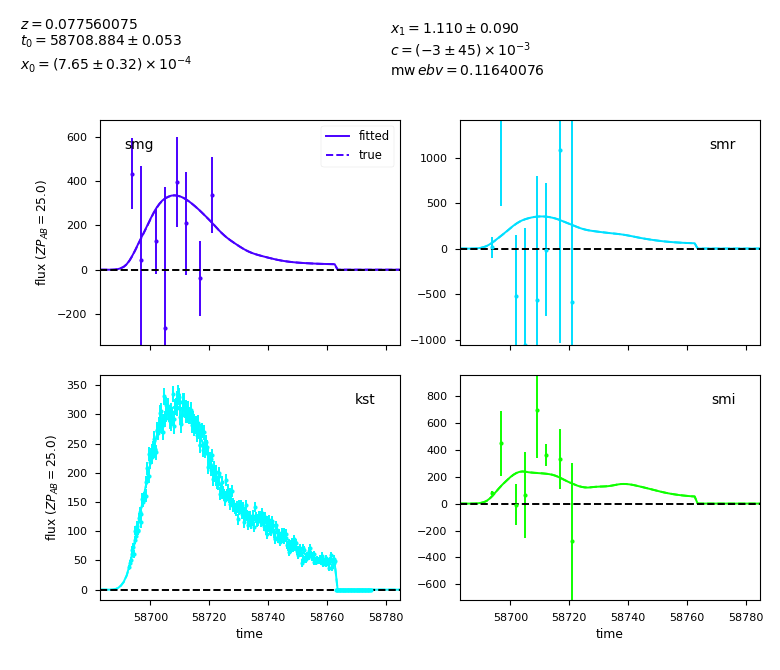 z = 0.077560075
t₀ = 58708.884 ± 0.053
x₀ = (7.65 ± 0.32) × 10⁻⁴
x₁ = 1.110 ± 0.090
c = (−3 ± 45) × 10⁻³
mw ebv = 0.11640076
smg
fitted
true
600
400
200
0
−200
flux (ZP_AB = 25.0)
smr
1000
500
0
−500
−1000
kst
350
300
250
200
150
100
50
0
flux (ZP_AB = 25.0)
58700 58720 58740 58760 58780
time
smi
800
600
400
200
0
−200
−400
−600
58700 58720 58740 58760 58780
time